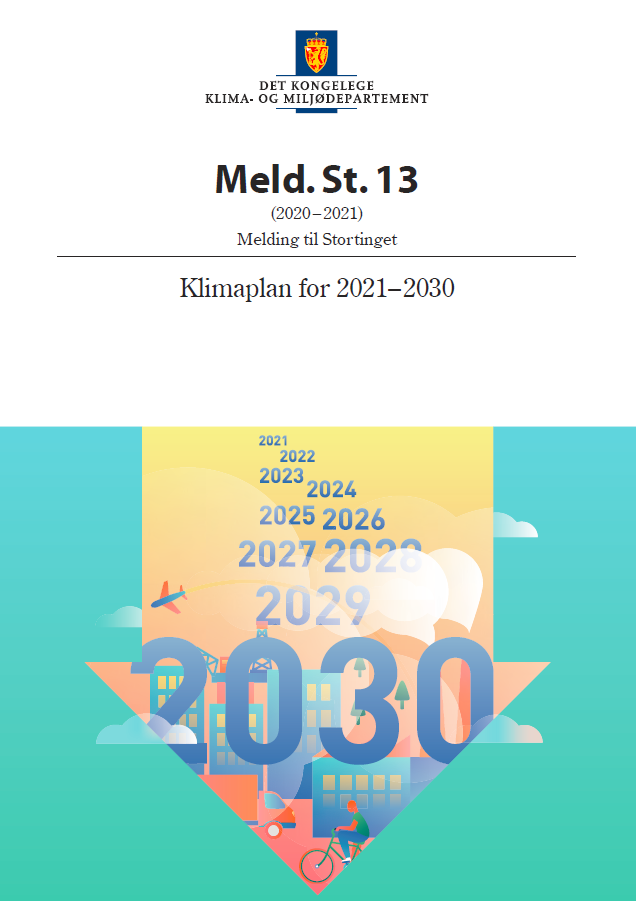 DET KONGELEGE
KLIMA- OG MILJØDEPARTEMENT
Meld. St. 13
(2020–2021)
Melding til Stortinget
Klimaplan for 2021–2030
2021
2022
2023
2024
2025 2026
2027 2028
2029
2030